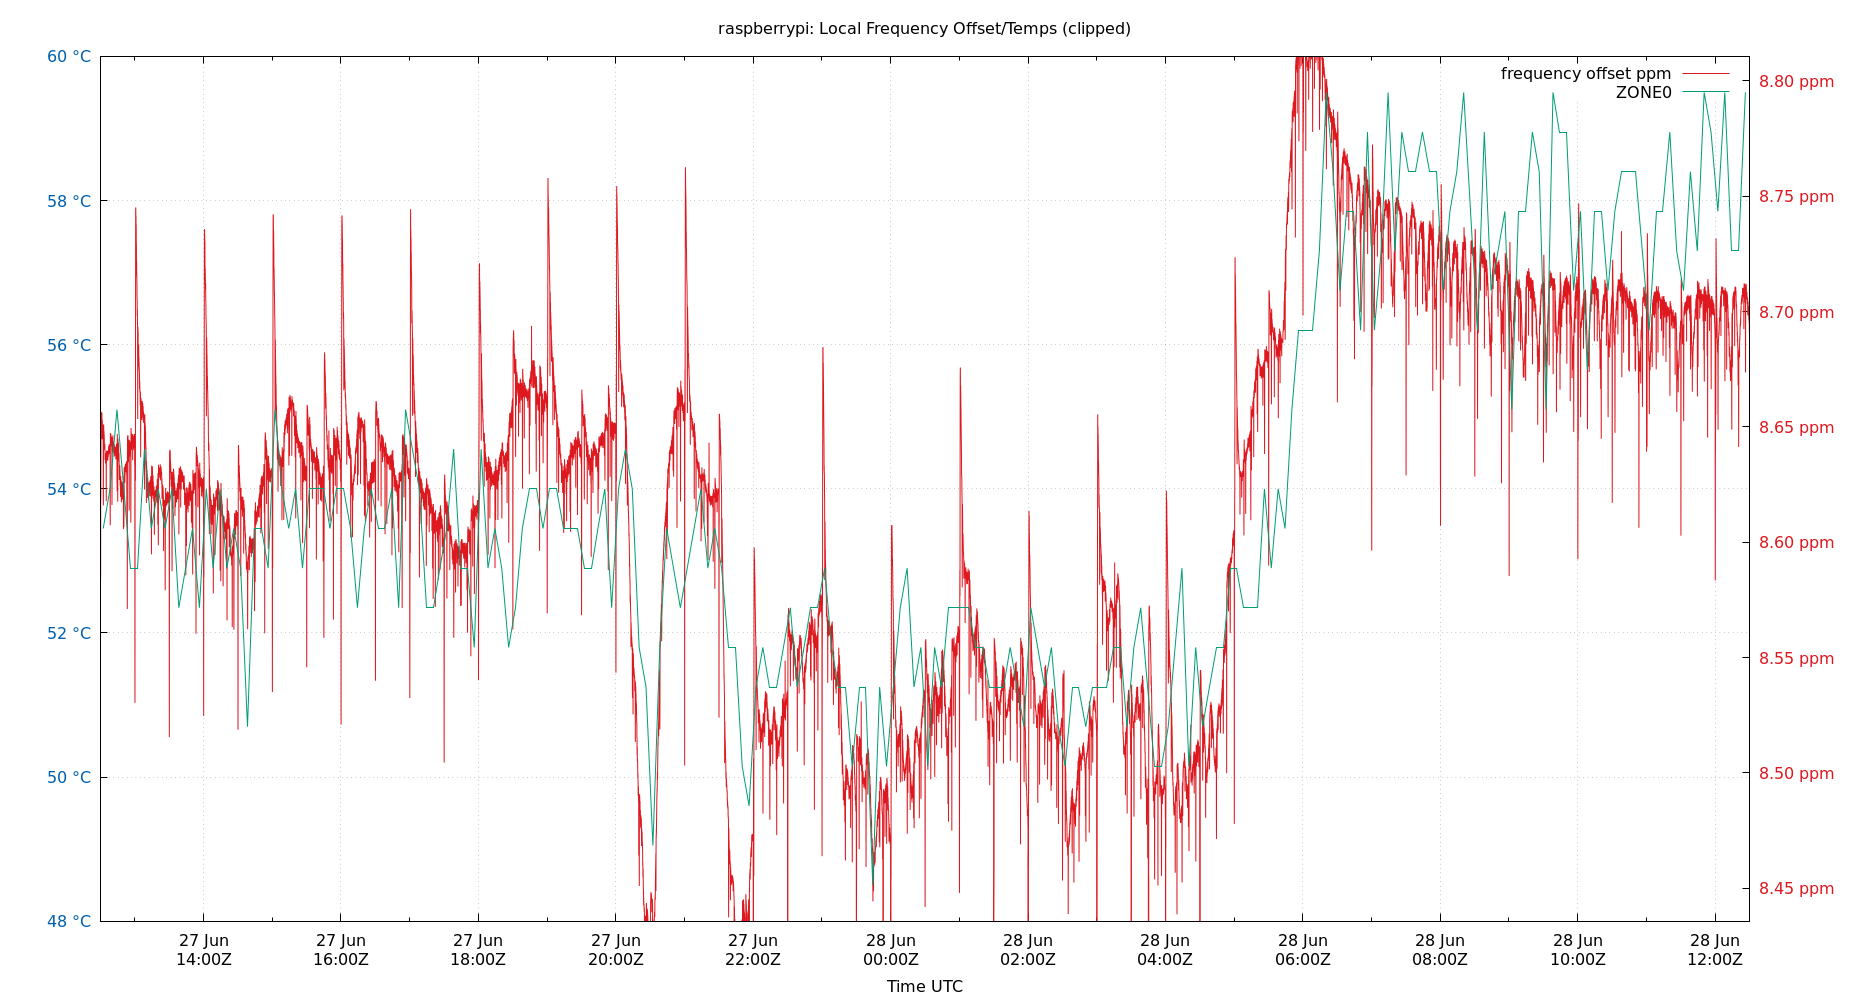 raspberrypi: Local Frequency Offset/Temps (clipped)
60 °C
58 °C
56 °C
54 °C
52 °C
50 °C
48 °C
frequency offset ppm
ZONE0
8.80 ppm
8.75 ppm
8.70 ppm
8.65 ppm
8.60 ppm
8.55 ppm
8.50 ppm
8.45 ppm
27 Jun 27 Jun 27 Jun 27 Jun 27 Jun 28 Jun 28 Jun 28 Jun 28 Jun 28 Jun 28 Jun 28 Jun
14:00Z 16:00Z 18:00Z 20:00Z 22:00Z 00:00Z 02:00Z 04:00Z 06:00Z 08:00Z 10:00Z 12:00Z
Time UTC